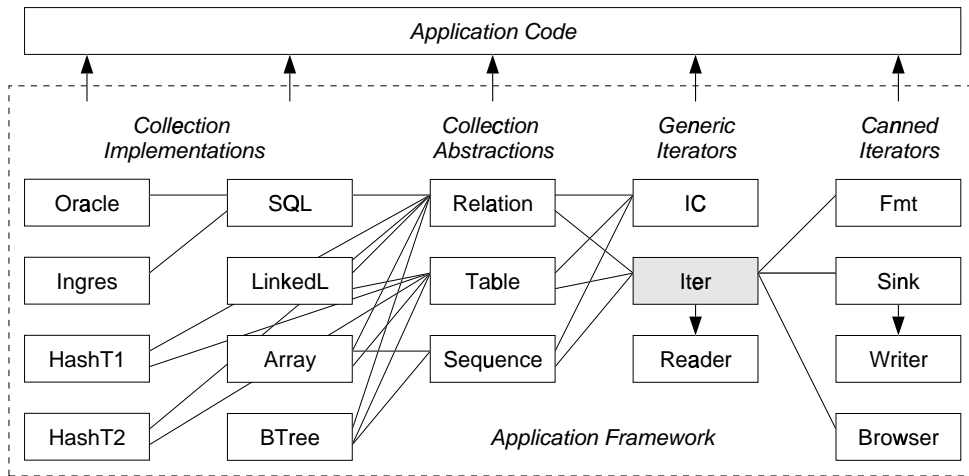 Application Code
Collection
Implementations
Collection
Abstractions
Generic
Iterators
Canned
Iterators
Oracle
SQL
Relation
IC
Fmt
Ingres
LinkedL
Table
Iter
Sink
HashT1
Array
Sequence
Reader
Writer
HashT2
BTree
Application Framework
Browser